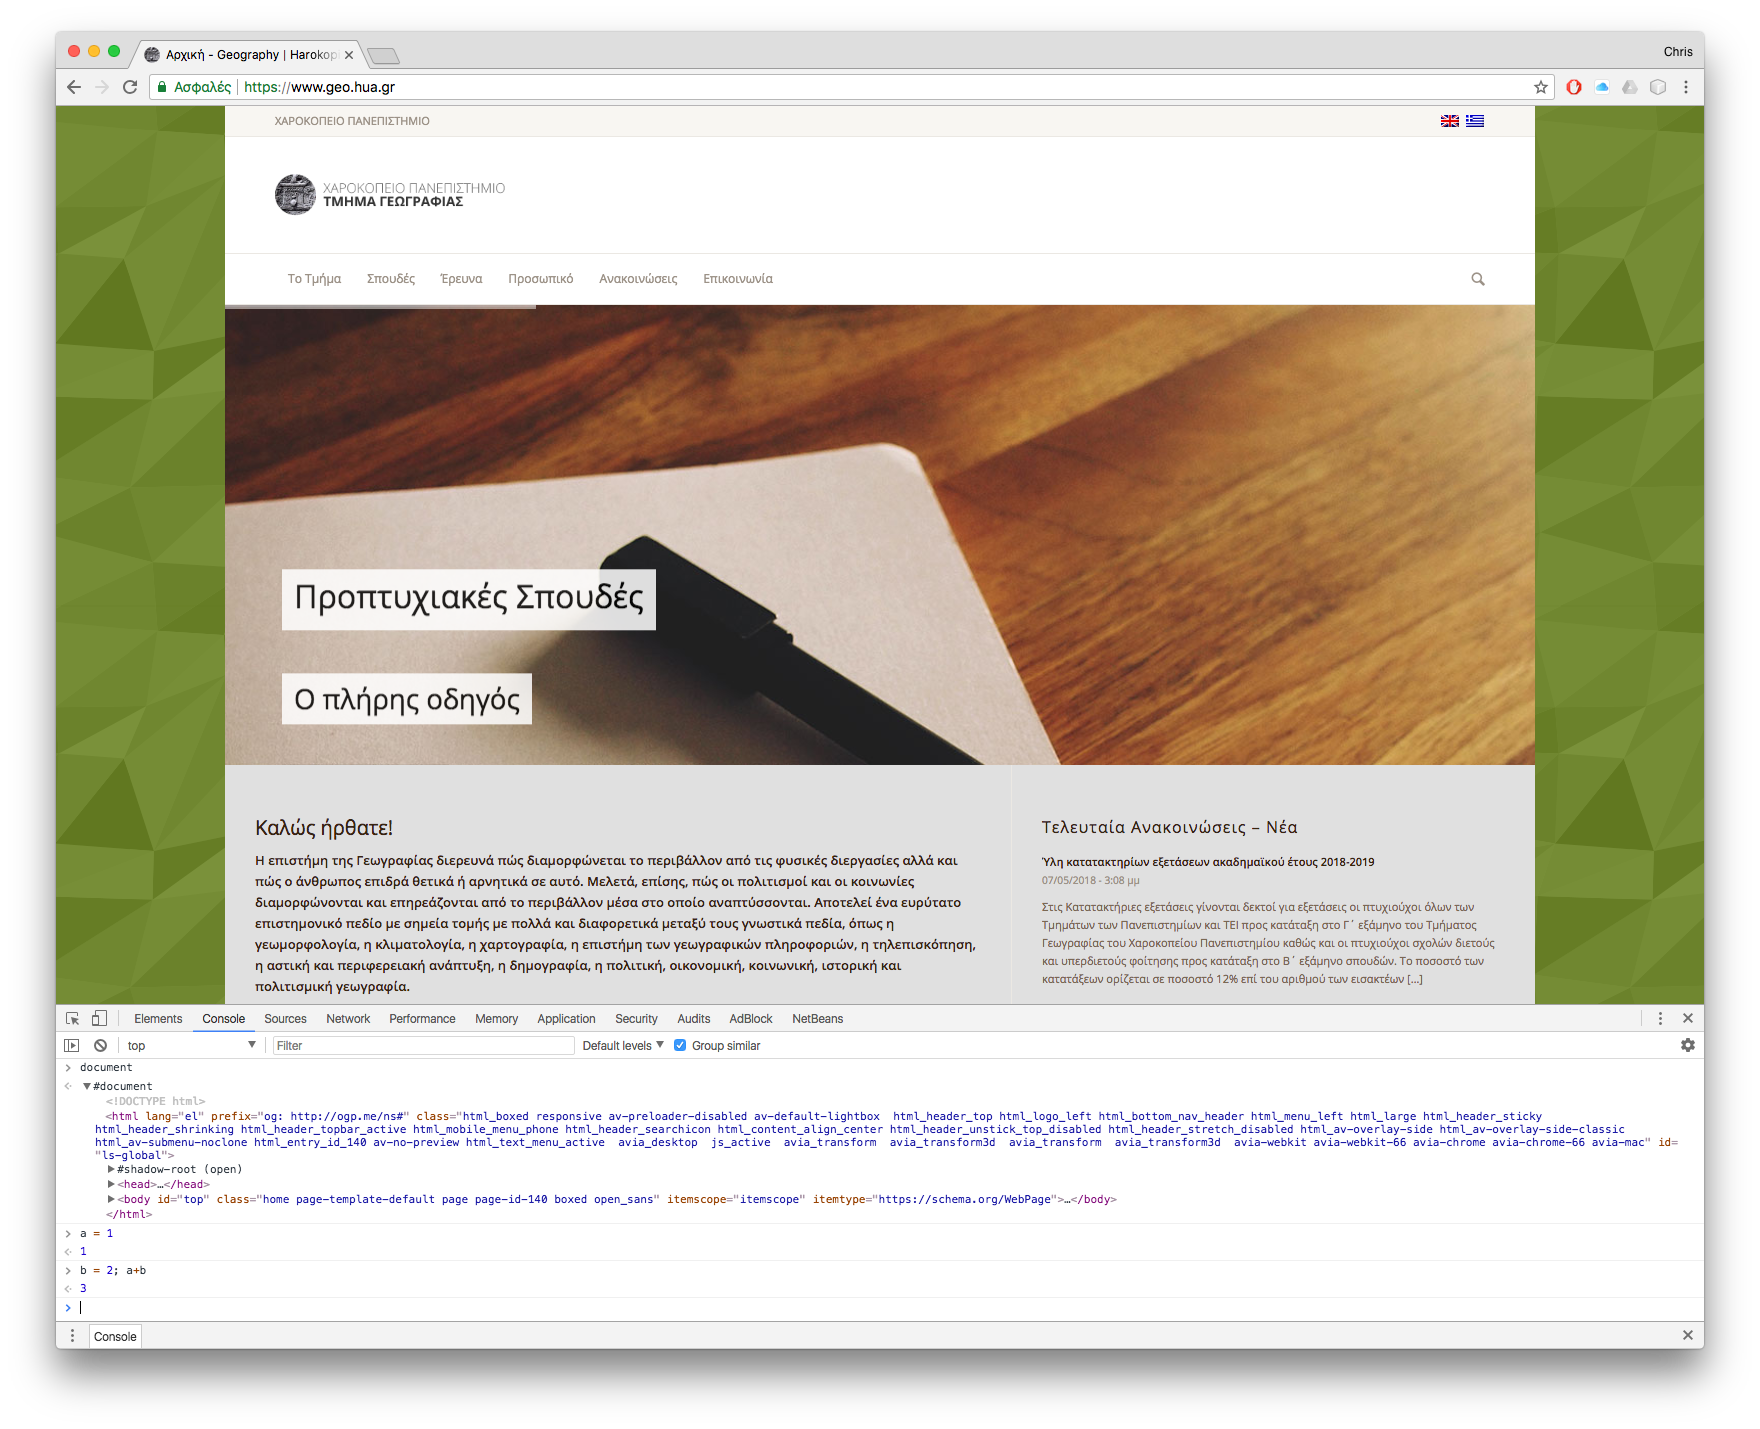 Αρχική - Geography | Harokop
Chris
Ασφαλές https://www.geo.hua.gr
ΧΑΡΟΚΟΠΕΙΟ ΠΑΝΕΠΙΣΤΗΜΙΟ
ΧΑΡΟΚΟΠΕΙΟ ΠΑΝΕΠΙΣΤΗΜΙΟ
ΤΜΗΜΑ ΓΕΩΓΡΑΦΙΑΣ
Το Τμήμα Σπουδές Έρευνα Προσωπικό Ανακοινώσεις Επικοινωνία
Προπτυχιακές Σπουδές
Ο πλήρης οδηγός
Καλώς ήρθατε!
Η επιστήμη της Γεωγραφίας διερευνά πώς διαμορφώνεται το περιβάλλον από τις φυσικές διεργασίες αλλά και
πώς ο άνθρωπος επιδρά θετικά ή αρνητικά σε αυτό. Μελετά, επίσης, πώς οι πολιτισμοί και οι κοινωνίες
διαμορφώνονται και επηρεάζονται από το περιβάλλον μέσα στο οποίο αναπτύσσονται. Αποτελεί ένα ευρύτατο
επιστημονικό πεδίο με σημεία τομής με πολλά και διαφορετικά μεταξύ τους γνωστικά πεδία, όπως η
γεωμορφολογία, η κλιματολογία, η χαρτογραφία, η επιστήμη των γεωγραφικών πληροφοριών, η τηλεπισκόπηση,
η αστική και περιφερειακή ανάπτυξη, η δημογραφία, η πολιτική, οικονομική, κοινωνική, ιστορική και
πολιτισμική γεωγραφία.
Τελευταία Ανακοινώσεις – Νέα
Ύλη κατατακτηρίων εξετάσεων ακαδημαϊκού έτους 2018-2019
07/05/2018 - 3:08 μμ
Στις Κατατακτήριες εξετάσεις γίνονται δεκτοί για εξετάσεις οι πτυχιούχοι όλων των
Τμημάτων των Πανεπιστημίων και ΤΕΙ προς κατάταξη στο Γ΄ εξάμηνο του Τμήματος
Γεωγραφίας του Χαροκοπείου Πανεπιστημίου καθώς και οι πτυχιούχοι σχολών διετούς
και υπερδιετούς φοίτησης προς κατάταξη στο Β΄ εξάμηνο σπουδών. Το ποσοστό των
κατατάξεων ορίζεται σε ποσοστό 12% επί του αριθμού των εισακτέων [...]
Elements Console Sources Network Performance Memory Application Security Audits AdBlock NetBeans
top Filter Default levels Group similar
document
#document
<!DOCTYPE html>
<html lang="el" prefix="og: http://ogp.me/ns#" class="html_boxed responsive av-preloader-disabled av-default-lightbox  html_header_top html_logo_left html_bottom_nav_header html_menu_left html_large html_header_sticky
html_header_shrinking html_header_topbar_active html_mobile_menu_phone html_header_searchicon html_content_align_center html_header_unstick_top_disabled html_header_stretch_disabled html_av-overlay-side html_av-overlay-side-classic
html_av-submenu-noclone html_entry_id_140 av-no-preview html_text_menu_active  avia_desktop  js_active  avia_transform  avia_transform3d  avia_transform  avia_transform3d  avia-webkit avia-webkit-66 avia-chrome avia-chrome-66 avia-mac" id=
"ls-global">
#shadow-root (open)
<head>…</head>
<body id="top" class="home page-template-default page page-id-140 boxed open_sans" itemscope="itemscope" itemtype="https://schema.org/WebPage">…</body>
</html>
a = 1
1
b = 2; a+b
3
Console